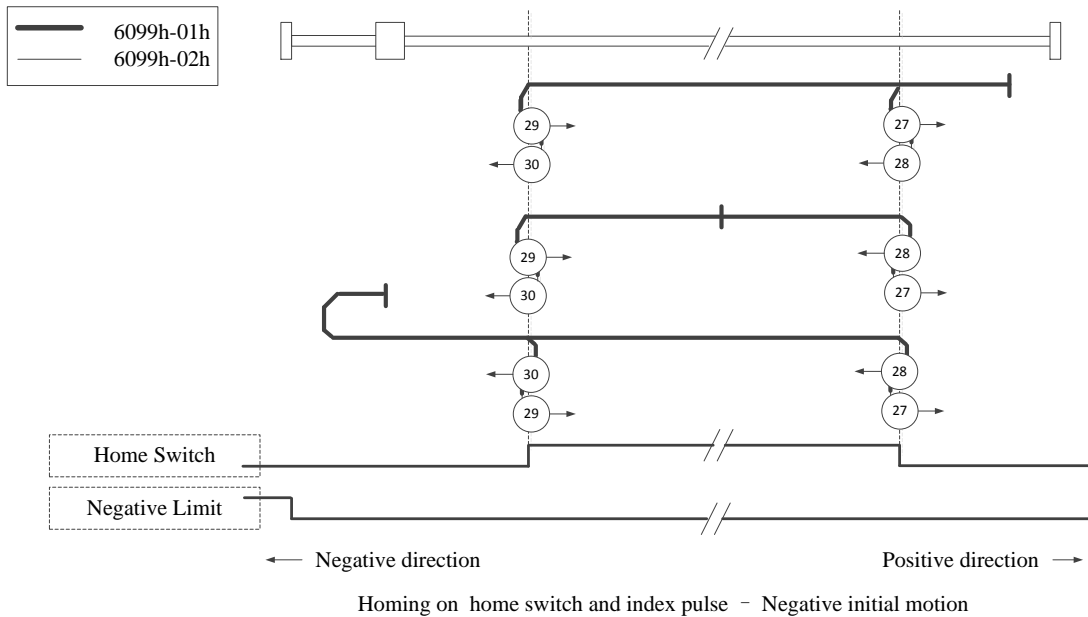 6099h-01h
6099h-02h
29
27
30
28
29
28
30
27
30
28
29
27
Home Switch
Negative Limit
Negative direction
Positive direction
Homing on home switch and index pulse - Negative initial motion